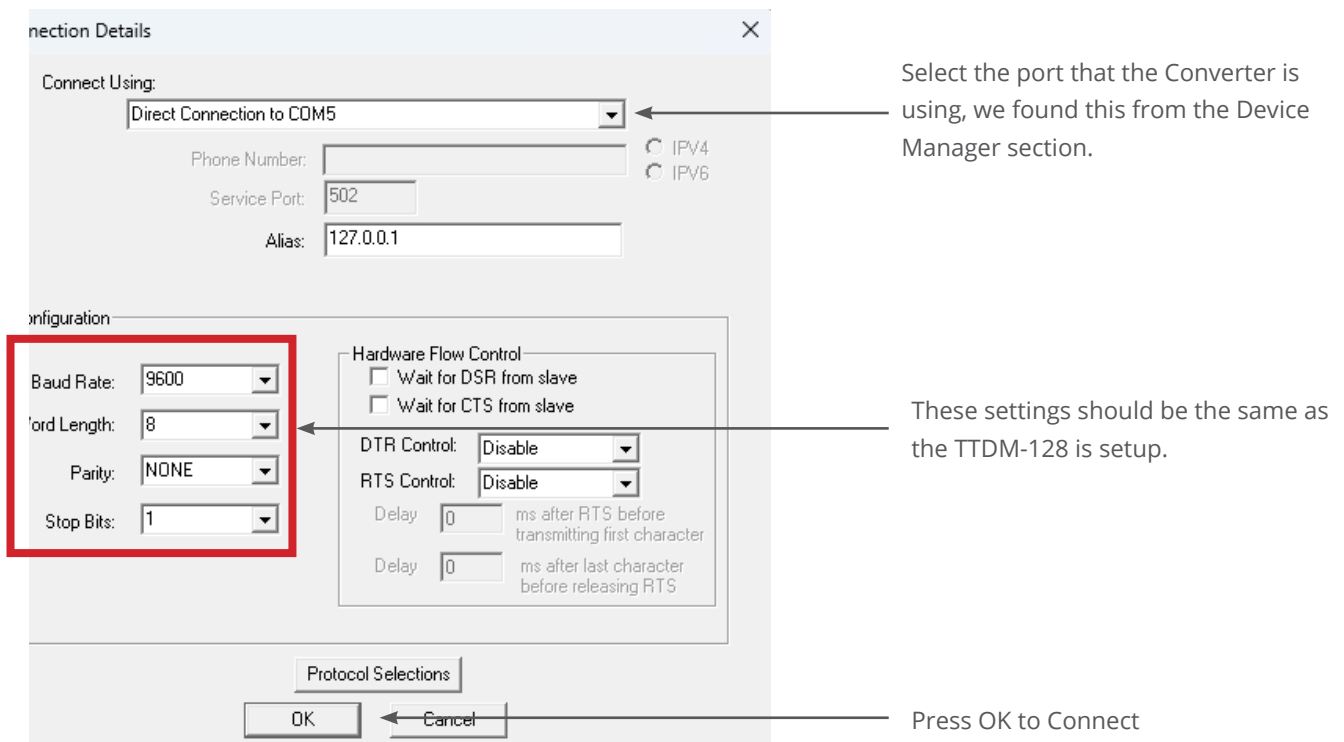 nection Details
Connect Using:
Direct Connection to COM5
Select the port that the Converter is
using, we found this from the Device
Manager section.
Phone Number:
IPV4
IPV6
Service Port:
502
Alias:
127.0.0.1
onfiguration
Baud Rate:
9600
ord Length:
8
Parity:
NONE
Stop Bits:
1
Hardware Flow Control
Wait for DSR from slave
Wait for CTS from slave
DTR Control:
Disable
RTS Control:
Disable
Delay
0
ms after RTS before
transmitting first character
Delay
0
ms after last character
before releasing RTS
These settings should be the same as
the TTDM-128 is setup.
Protocol Selections
OK
Cancel
Press OK to Connect